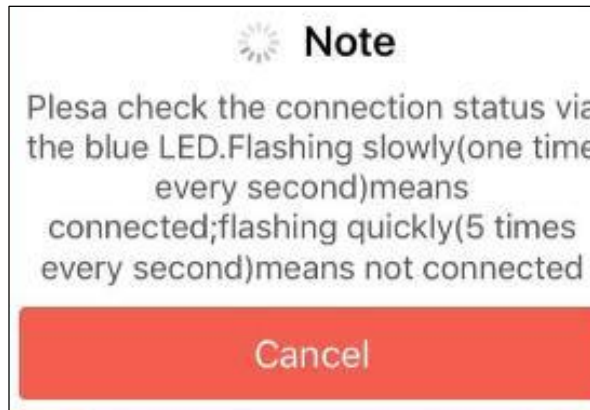 Note
Plesa check the connection status via
the blue LED.Flashing slowly(one time
every second)means
connected;flashing quickly(5 times
every second)means not connected
Cancel